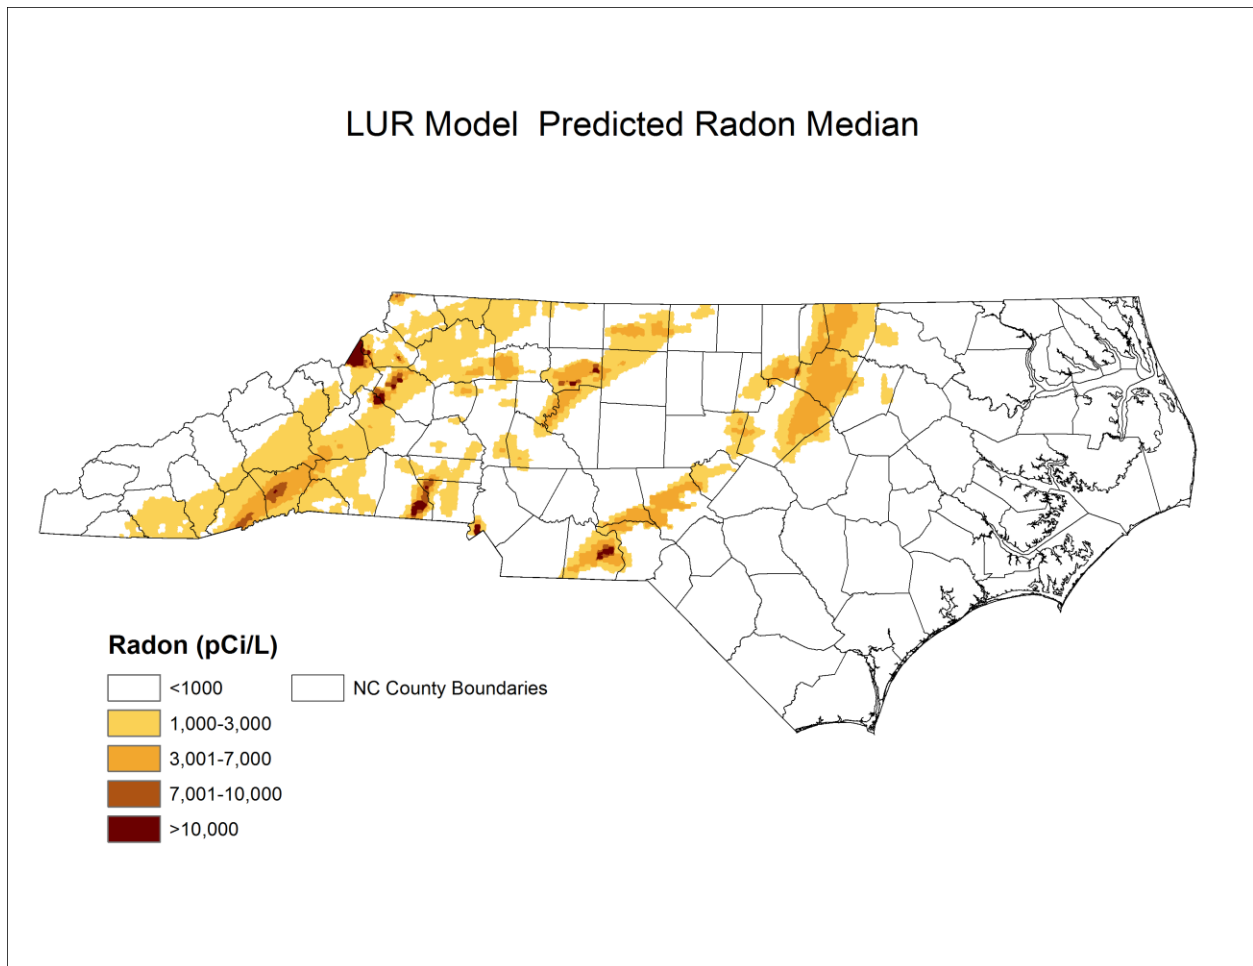 LUR Model  Predicted Radon Median
Radon (pCi/L)
<1000
NC County Boundaries
1,000-3,000
3,001-7,000
7,001-10,000
>10,000